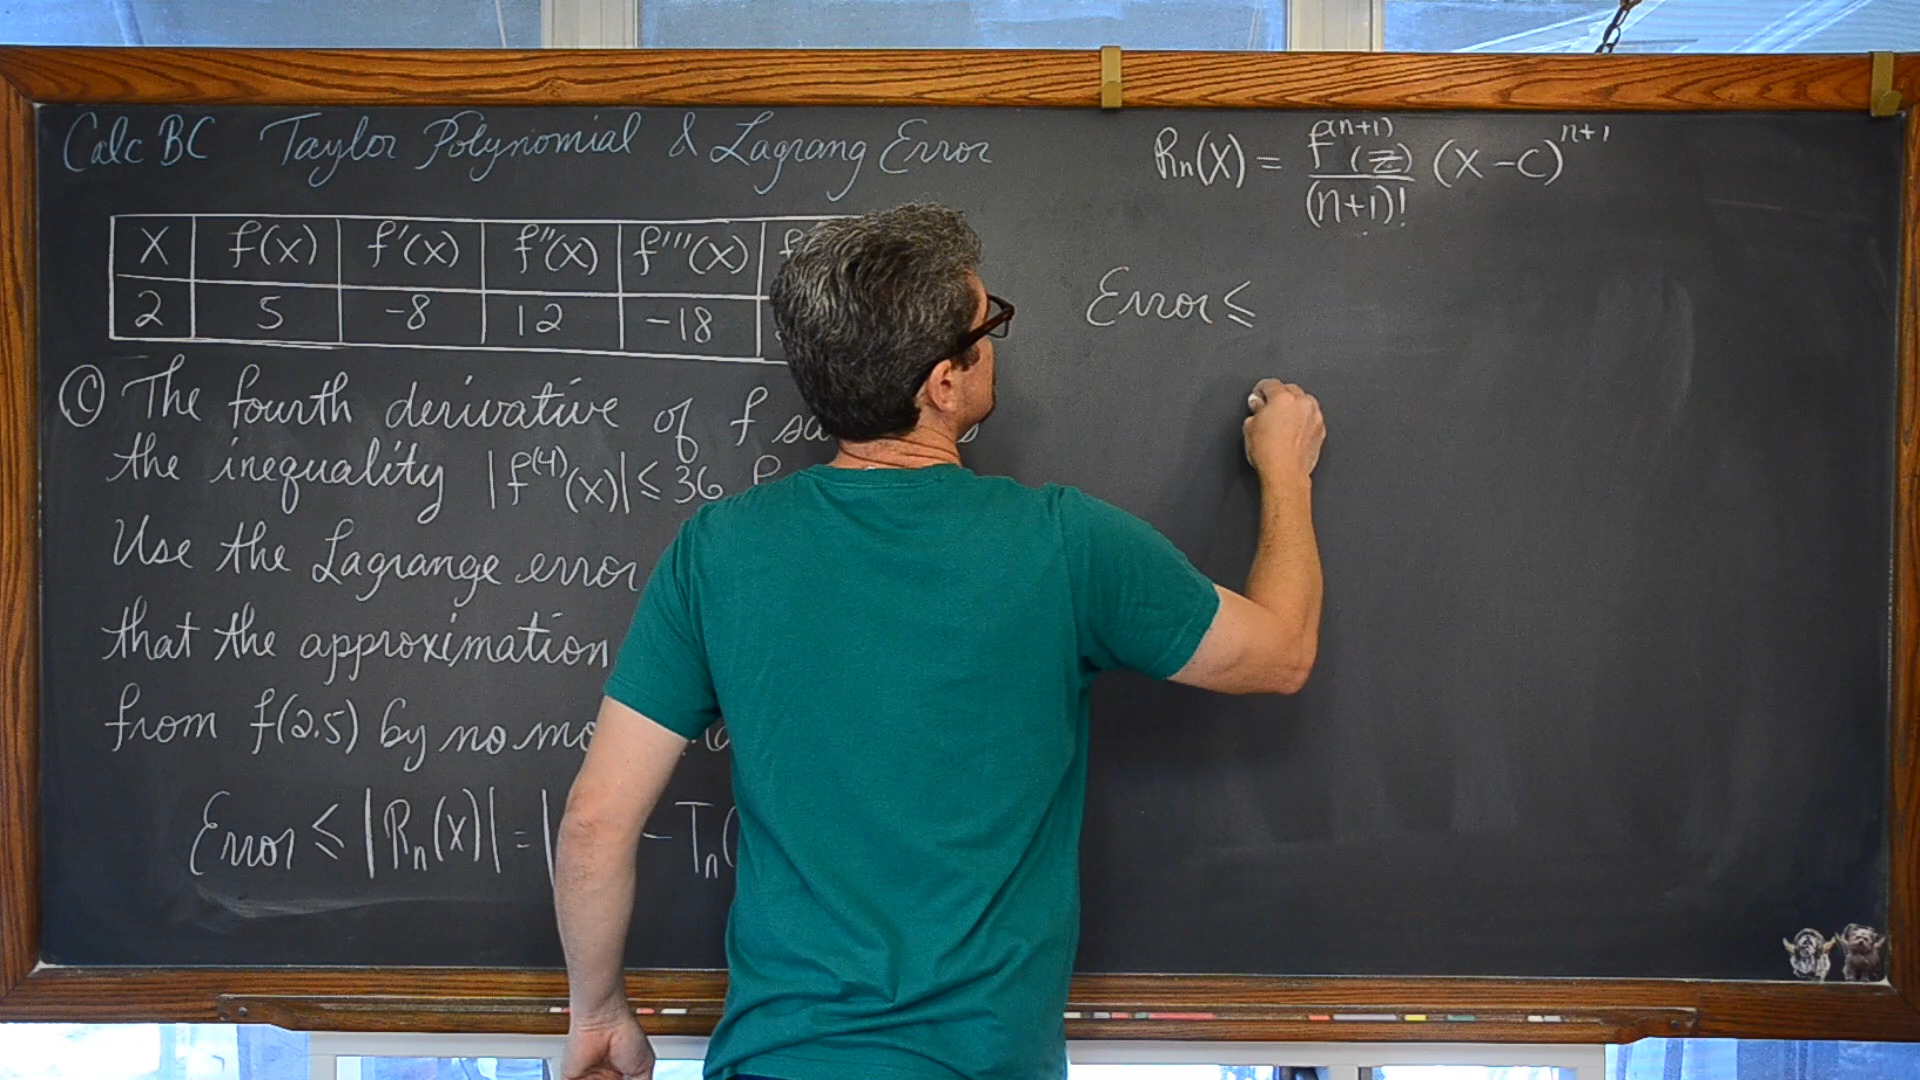 Calc BC Taylor Polynomial & Lagrang Error
x f(x) f'(x) f''(x) f'''(x)
2 5 -8 12 -18
Ⓒ The fourth derivative of f
the inequality |f⁽⁴⁾(x)| ≤ 36
Use the Lagrange error
that the approximation
from f(2.5) by no
Error ≤ |Rₙ(x)| = | - Tₙ(
Rₙ(x) = f⁽ⁿ⁺¹⁾(z)/(n+1)! (x-c)ⁿ⁺¹
Error ≤